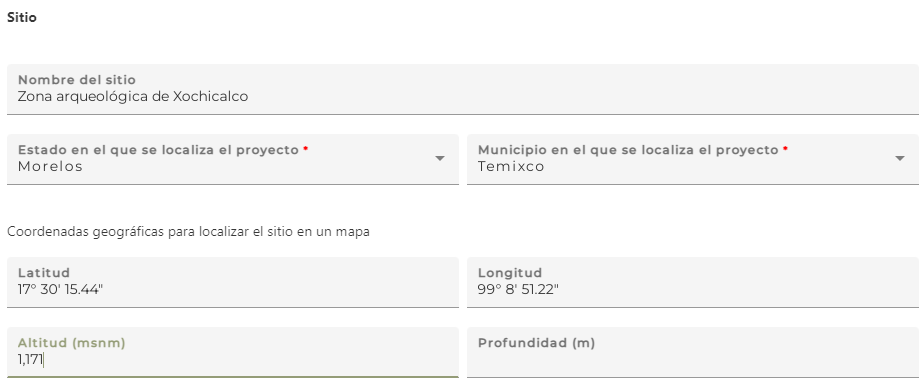 Sitio
Nombre del sitio
Zona arqueológica de Xochicalco
Estado en el que se localiza el proyecto *
Morelos
Municipio en el que se localiza el proyecto *
Temixco
Coordenadas geográficas para localizar el sitio en un mapa
Latitud
17° 30' 15.44"
Longitud
99° 8' 51.22"
Altitud (msnm)
1,171
Profundidad (m)